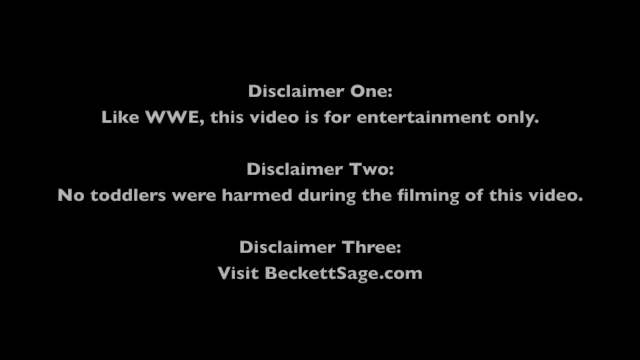 Disclaimer One:
Like WWE, this video is for entertainment only.
Disclaimer Two:
No toddlers were harmed during the filming of this video.
Disclaimer Three:
Visit BeckettSage.com